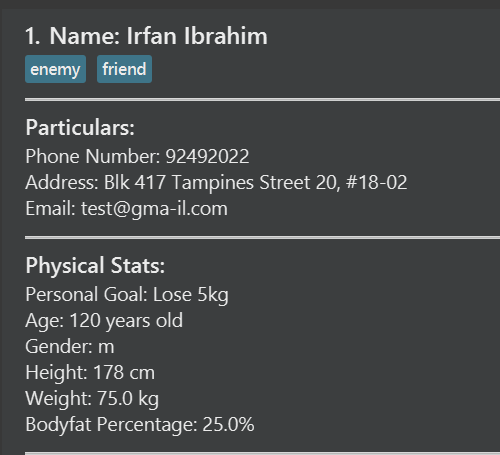 1. Name: Irfan Ibrahim
enemy friend
Particulars:
Phone Number: 92492022
Address: Blk 417 Tampines Street 20, #18-02
Email: test@gma-il.com
Physical Stats:
Personal Goal: Lose 5kg
Age: 120 years old
Gender: m
Height: 178 cm
Weight: 75.0 kg
Bodyfat Percentage: 25.0%